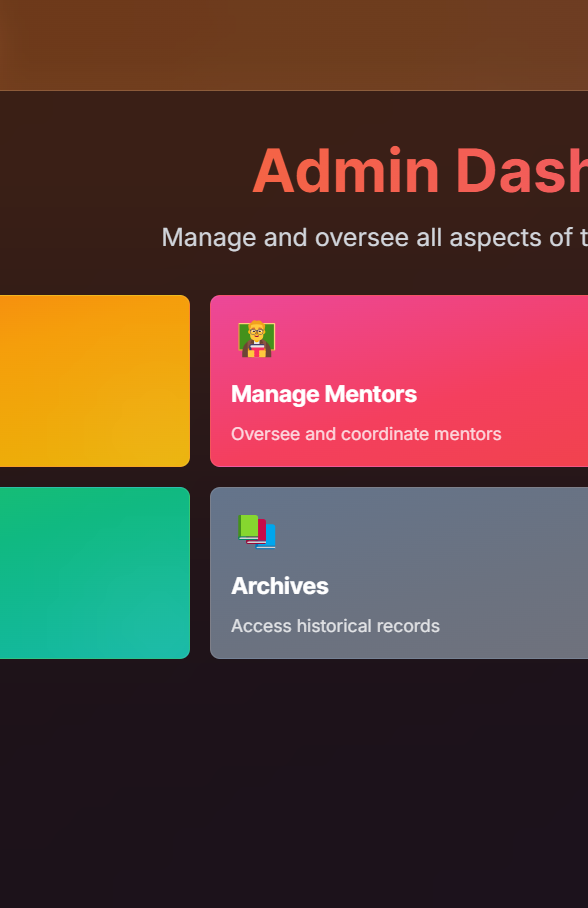 Admin Dash
Manage and oversee all aspects of t
Manage Mentors
Oversee and coordinate mentors
Archives
Access historical records